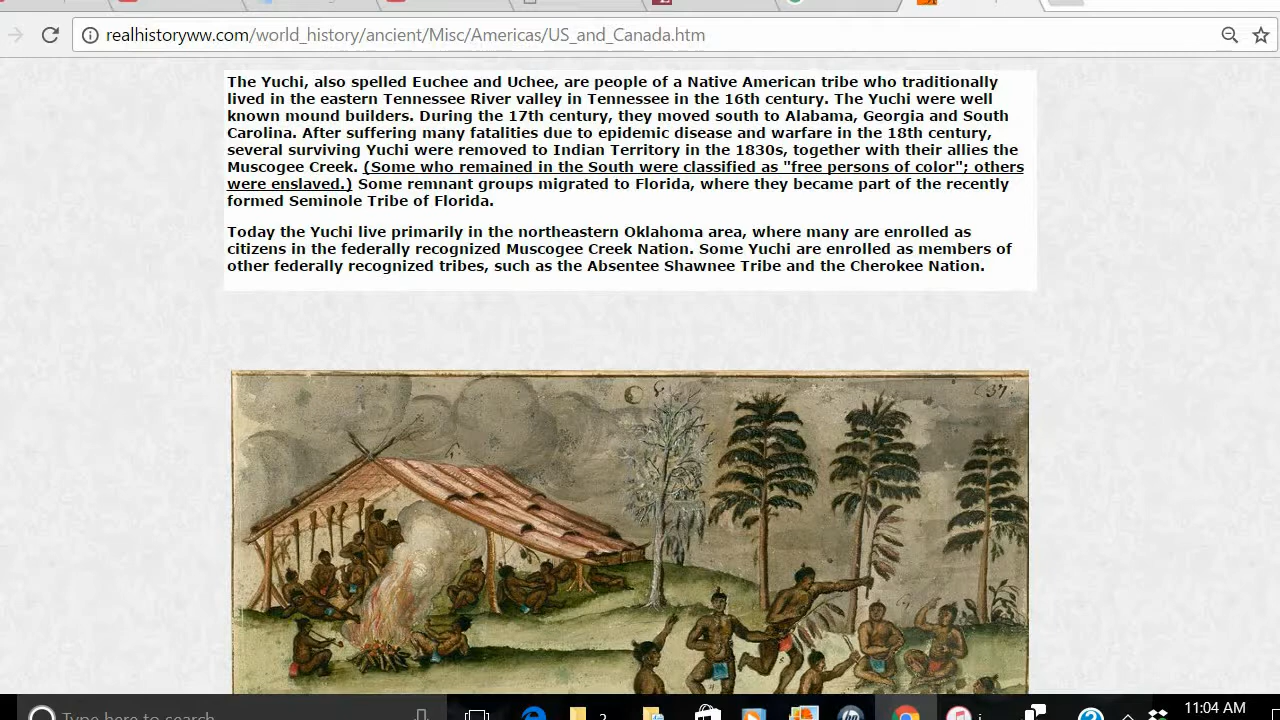 realhistoryww.com/world_history/ancient/Misc/Americas/US_and_Canada.htm
The Yuchi, also spelled Euchee and Uchee, are people of a Native American tribe who traditionally
lived in the eastern Tennessee River valley in Tennessee in the 16th century. The Yuchi were well
known mound builders. During the 17th century, they moved south to Alabama, Georgia and South
Carolina. After suffering many fatalities due to epidemic disease and warfare in the 18th century,
several surviving Yuchi were removed to Indian Territory in the 1830s, together with their allies the
Muscogee Creek. (Some who remained in the South were classified as "free persons of color"; others
were enslaved.) Some remnant groups migrated to Florida, where they became part of the recently
formed Seminole Tribe of Florida.
Today the Yuchi live primarily in the northeastern Oklahoma area, where many are enrolled as
citizens in the federally recognized Muscogee Creek Nation. Some Yuchi are enrolled as members of
other federally recognized tribes, such as the Absentee Shawnee Tribe and the Cherokee Nation.
37.
Type here to search
11:04 AM